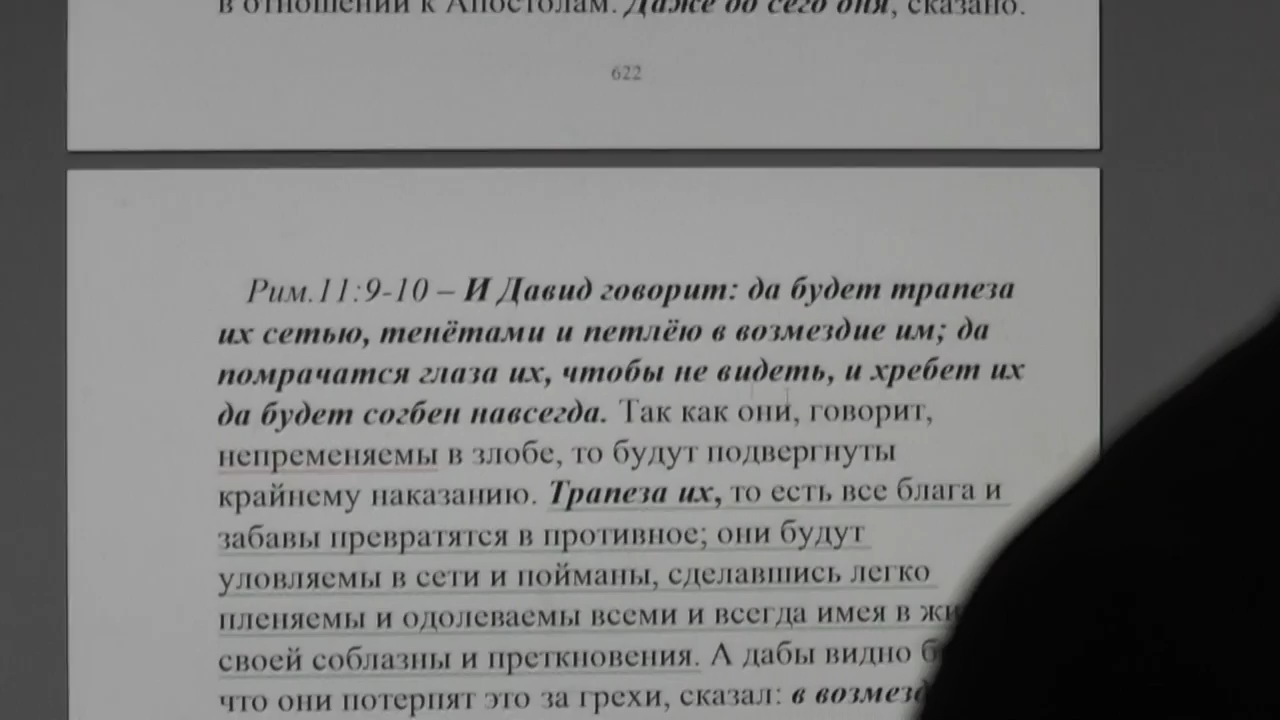 в отношении к Апостолам. Даже до сего дня, сказано.
622
Рим.11:9-10 – И Давид говорит: да будет трапеза
их сетью, тенётами и петлёю в возмездие им; да
помрачатся глаза их, чтобы не видеть, и хребет их
да будет согбен навсегда. Так как они, говорит,
непременяемы в злобе, то будут подвергнуты
крайнему наказанию. Трапеза их, то есть все блага и
забавы превратятся в противное; они будут
уловляемы в сети и пойманы, сделавшись легко
пленяемы и одолеваемы всеми и всегда имея в
своей соблазны и преткновения. А дабы видно
что они потерпят это за грехи, сказал: в